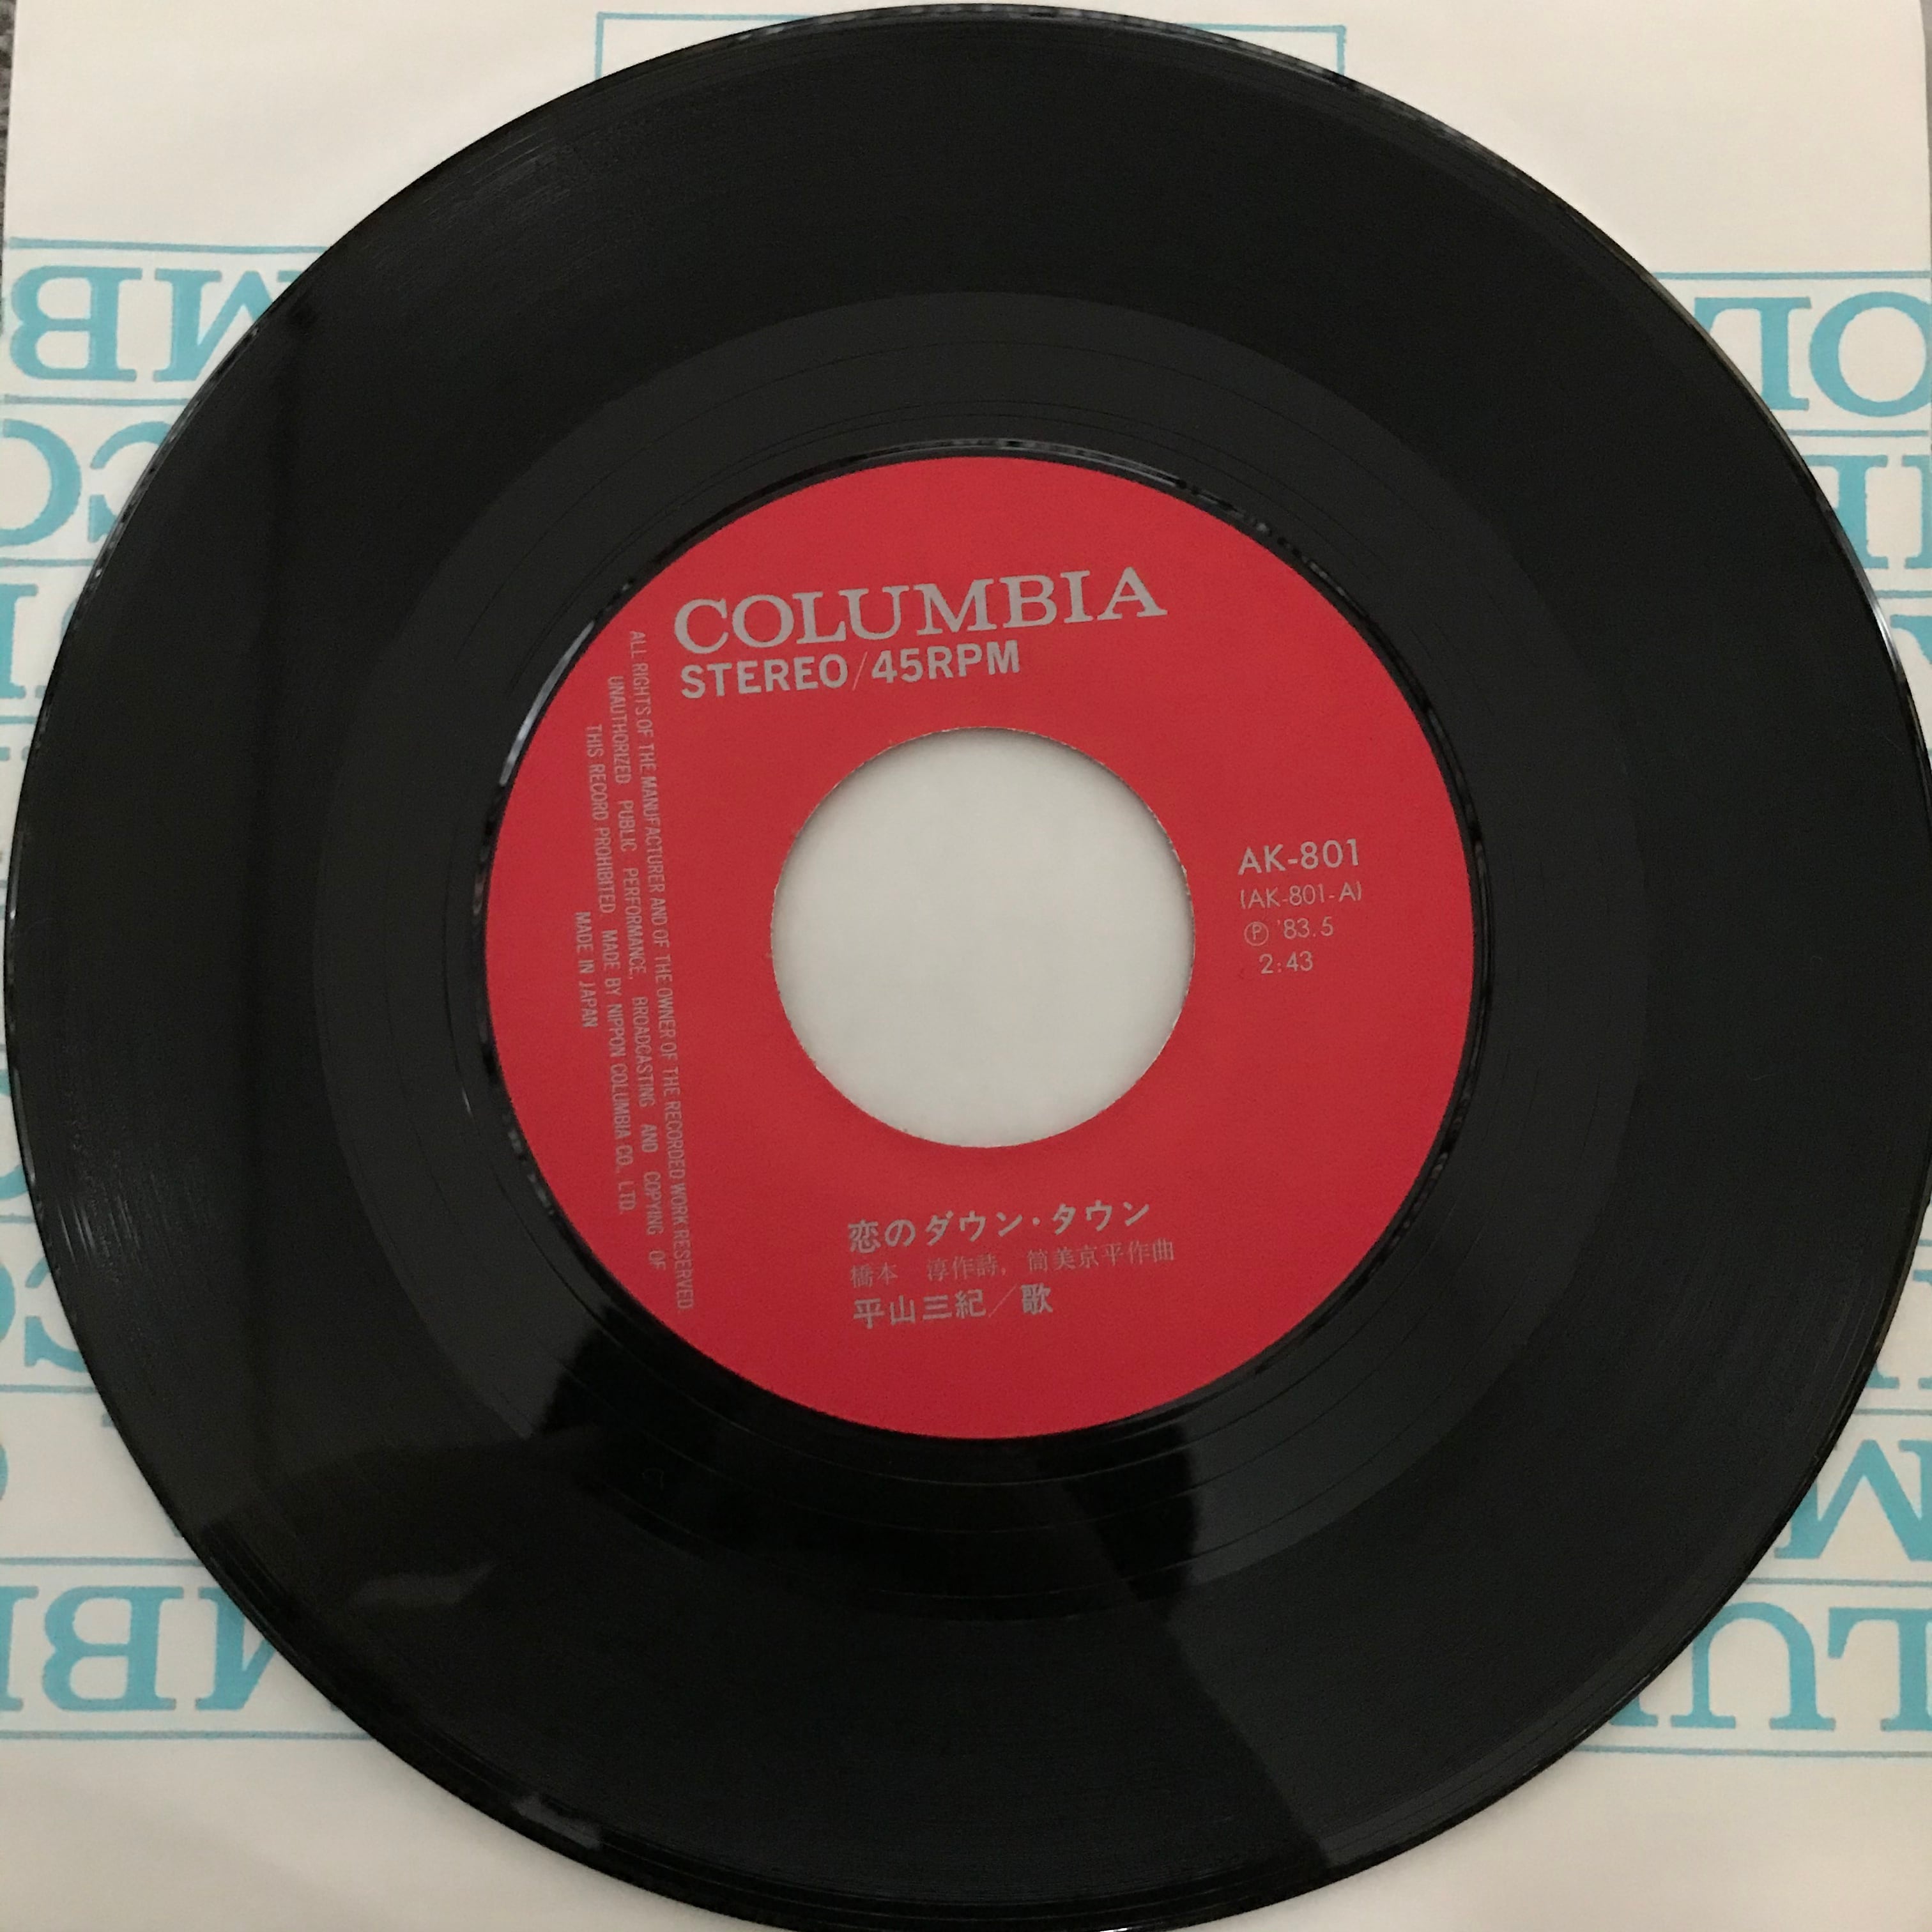 COLUMBIA
STEREO/45RPM
ALL RIGHTS OF THE MANUFACTURER AND OF THE OWNER OF THE RECORDED WORK RESERVED.
UNAUTHORIZED PUBLIC PERFORMANCE, BROADCASTING AND COPYING OF
THIS RECORD PROHIBITED. MADE BY NIPPON COLUMBIA CO., LTD.
MADE IN JAPAN
AK-801
(AK-801-A)
Ⓟ '83.5
2:43
恋のダウン・タウン
橋本 淳作詩, 筒美京平作曲
平山三紀/歌